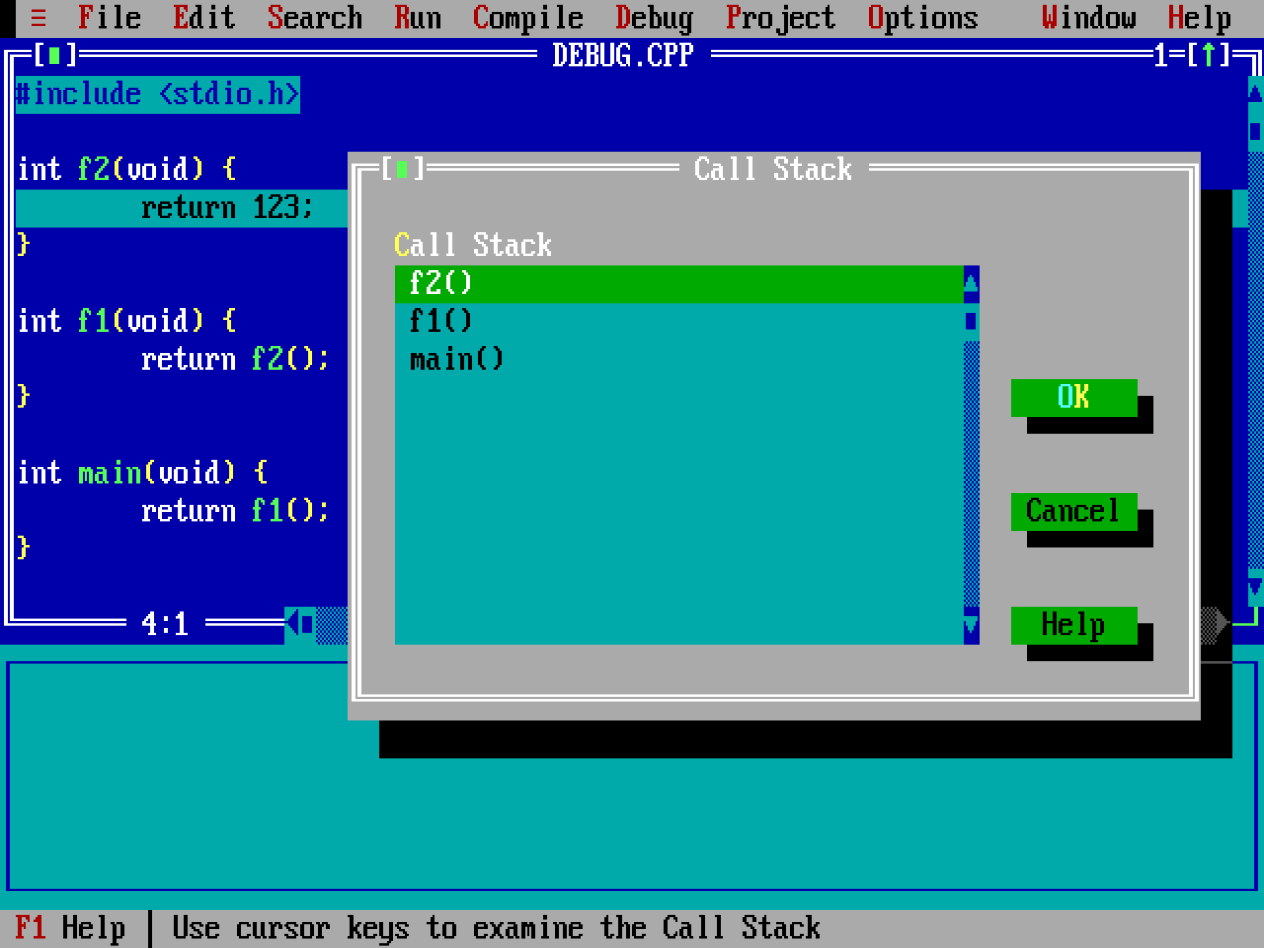 ≡ File Edit Search Run Compile Debug Project Options Window Help
[■] DEBUG.CPP 1=[↑]
#include <stdio.h>
int f2(void) {
return 123;
}
int f1(void) {
return f2();
}
int main(void) {
return f1();
}
4:1
[■] Call Stack
Call Stack
f2()
f1()
main()
OK
Cancel
Help
F1 Help | Use cursor keys to examine the Call Stack